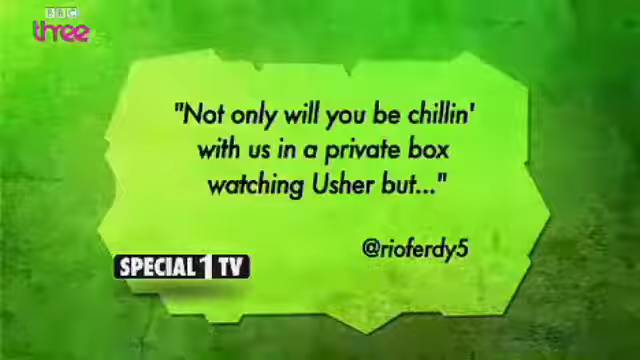 BBC
three
"Not only will you be chillin'
with us in a private box
watching Usher but..."
@rioferdy5
SPECIAL 1 TV